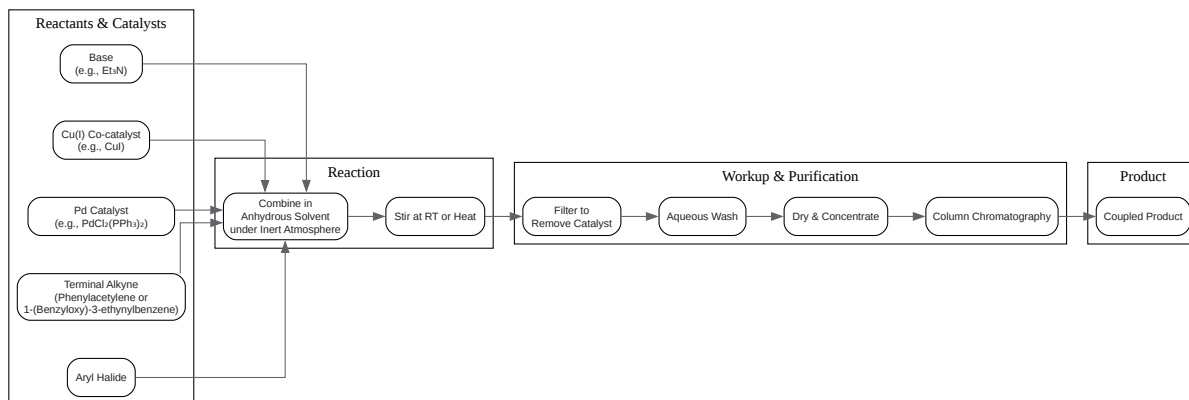 Reactants & Catalysts
Base
(e.g., Et₃N)
Cu(I) Co-catalyst
(e.g., CuI)
Pd Catalyst
(e.g., PdCl₂(PPh₃)₂)
Terminal Alkyne
(Phenylacetylene or
1-(Benzyloxy)-3-ethynylbenzene)
Aryl Halide
Reaction
Combine in
Anhydrous Solvent
under Inert Atmosphere
Stir at RT or Heat
Workup & Purification
Filter to
Remove Catalyst
Aqueous Wash
Dry & Concentrate
Column Chromatography
Product
Coupled Product